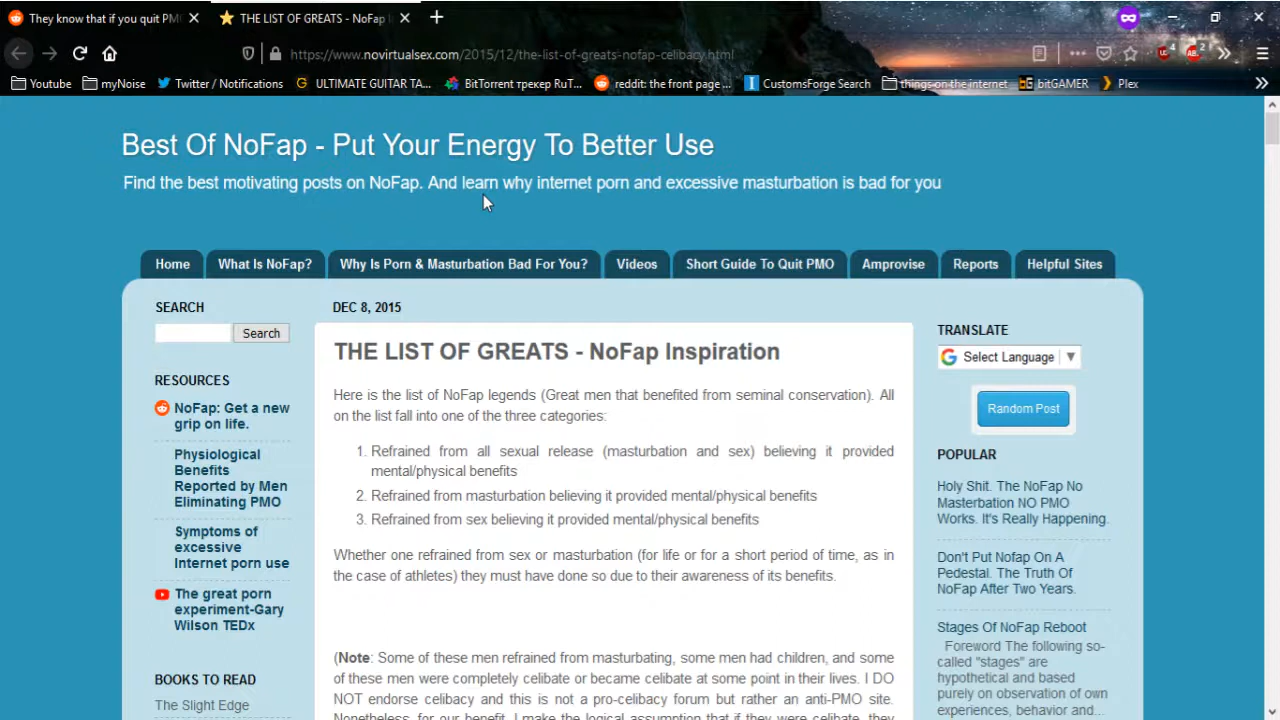 They know that if you quit PM
THE LIST OF GREATS - NoFap I
https://www.novirtualsex.com/2015/12/the-list-of-greats-nofap-celibacy.html
Youtube
myNoise
Twitter / Notifications
ULTIMATE GUITAR TA...
BitTorrent трекер RuT...
reddit: the front page ...
CustomsForge Search
things on the internet
bitGAMER
Plex
Best Of NoFap - Put Your Energy To Better Use
Find the best motivating posts on NoFap. And learn why internet porn and excessive masturbation is bad for you
Home
What Is NoFap?
Why Is Porn & Masturbation Bad For You?
Videos
Short Guide To Quit PMO
Amprovise
Reports
Helpful Sites
SEARCH
Search
RESOURCES
NoFap: Get a new
grip on life.
Physiological
Benefits
Reported by Men
Eliminating PMO
Symptoms of
excessive
Internet porn use
The great porn
experiment-Gary
Wilson TEDx
BOOKS TO READ
The Slight Edge
DEC 8, 2015
THE LIST OF GREATS - NoFap Inspiration
Here is the list of NoFap legends (Great men that benefited from seminal conservation). All
on the list fall into one of the three categories:
1. Refrained from all sexual release (masturbation and sex) believing it provided
mental/physical benefits
2. Refrained from masturbation believing it provided mental/physical benefits
3. Refrained from sex believing it provided mental/physical benefits
Whether one refrained from sex or masturbation (for life or for a short period of time, as in
the case of athletes) they must have done so due to their awareness of its benefits.
(Note: Some of these men refrained from masturbating, some men had children, and some
of these men were completely celibate or became celibate at some point in their lives. I DO
NOT endorse celibacy and this is not a pro-celibacy forum but rather an anti-PMO site.
Nonetheless, for our benefit, I make the logical assumption that if they were celibate, they
TRANSLATE
Select Language
Random Post
POPULAR
Holy Shit. The NoFap No
Masterbation NO PMO
Works. It's Really Happening.
Don't Put Nofap On A
Pedestal. The Truth Of
NoFap After Two Years.
Stages Of NoFap Reboot
Foreword The following so-
called "stages" are
hypothetical and based
purely on observation of own
experiences, behavior and...